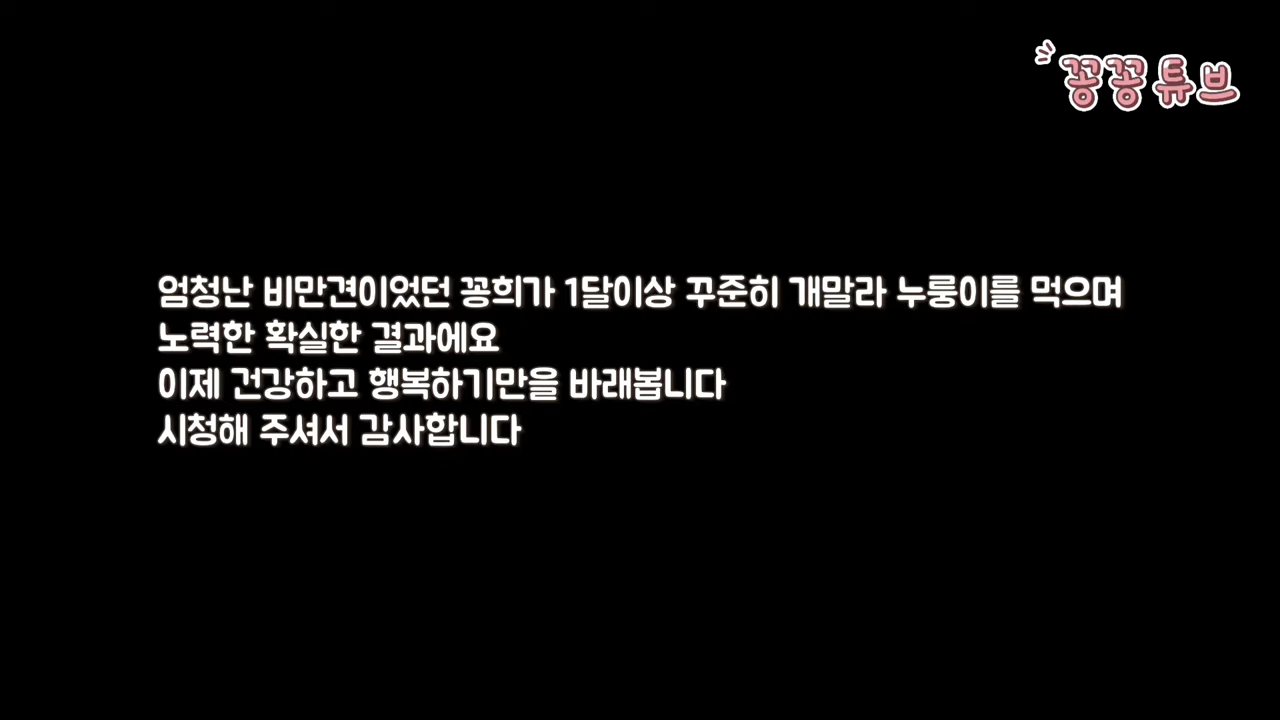 꽁꽁튜브
엄청난 비만견이었던 꽁희가 1달이상 꾸준히 개말라 누룽이를 먹으며
노력한 확실한 결과에요
이제 건강하고 행복하기만을 바래봅니다
시청해 주셔서 감사합니다